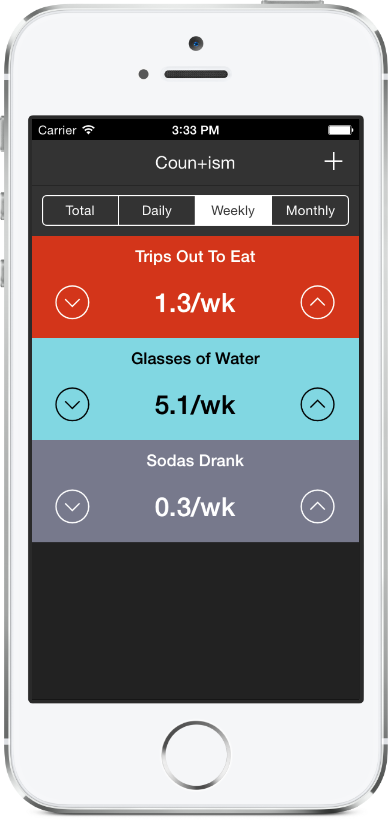 Carrier 3:33 PM
Coun+ism +
Total Daily Weekly Monthly
Trips Out To Eat
1.3/wk
Glasses of Water
5.1/wk
Sodas Drank
0.3/wk